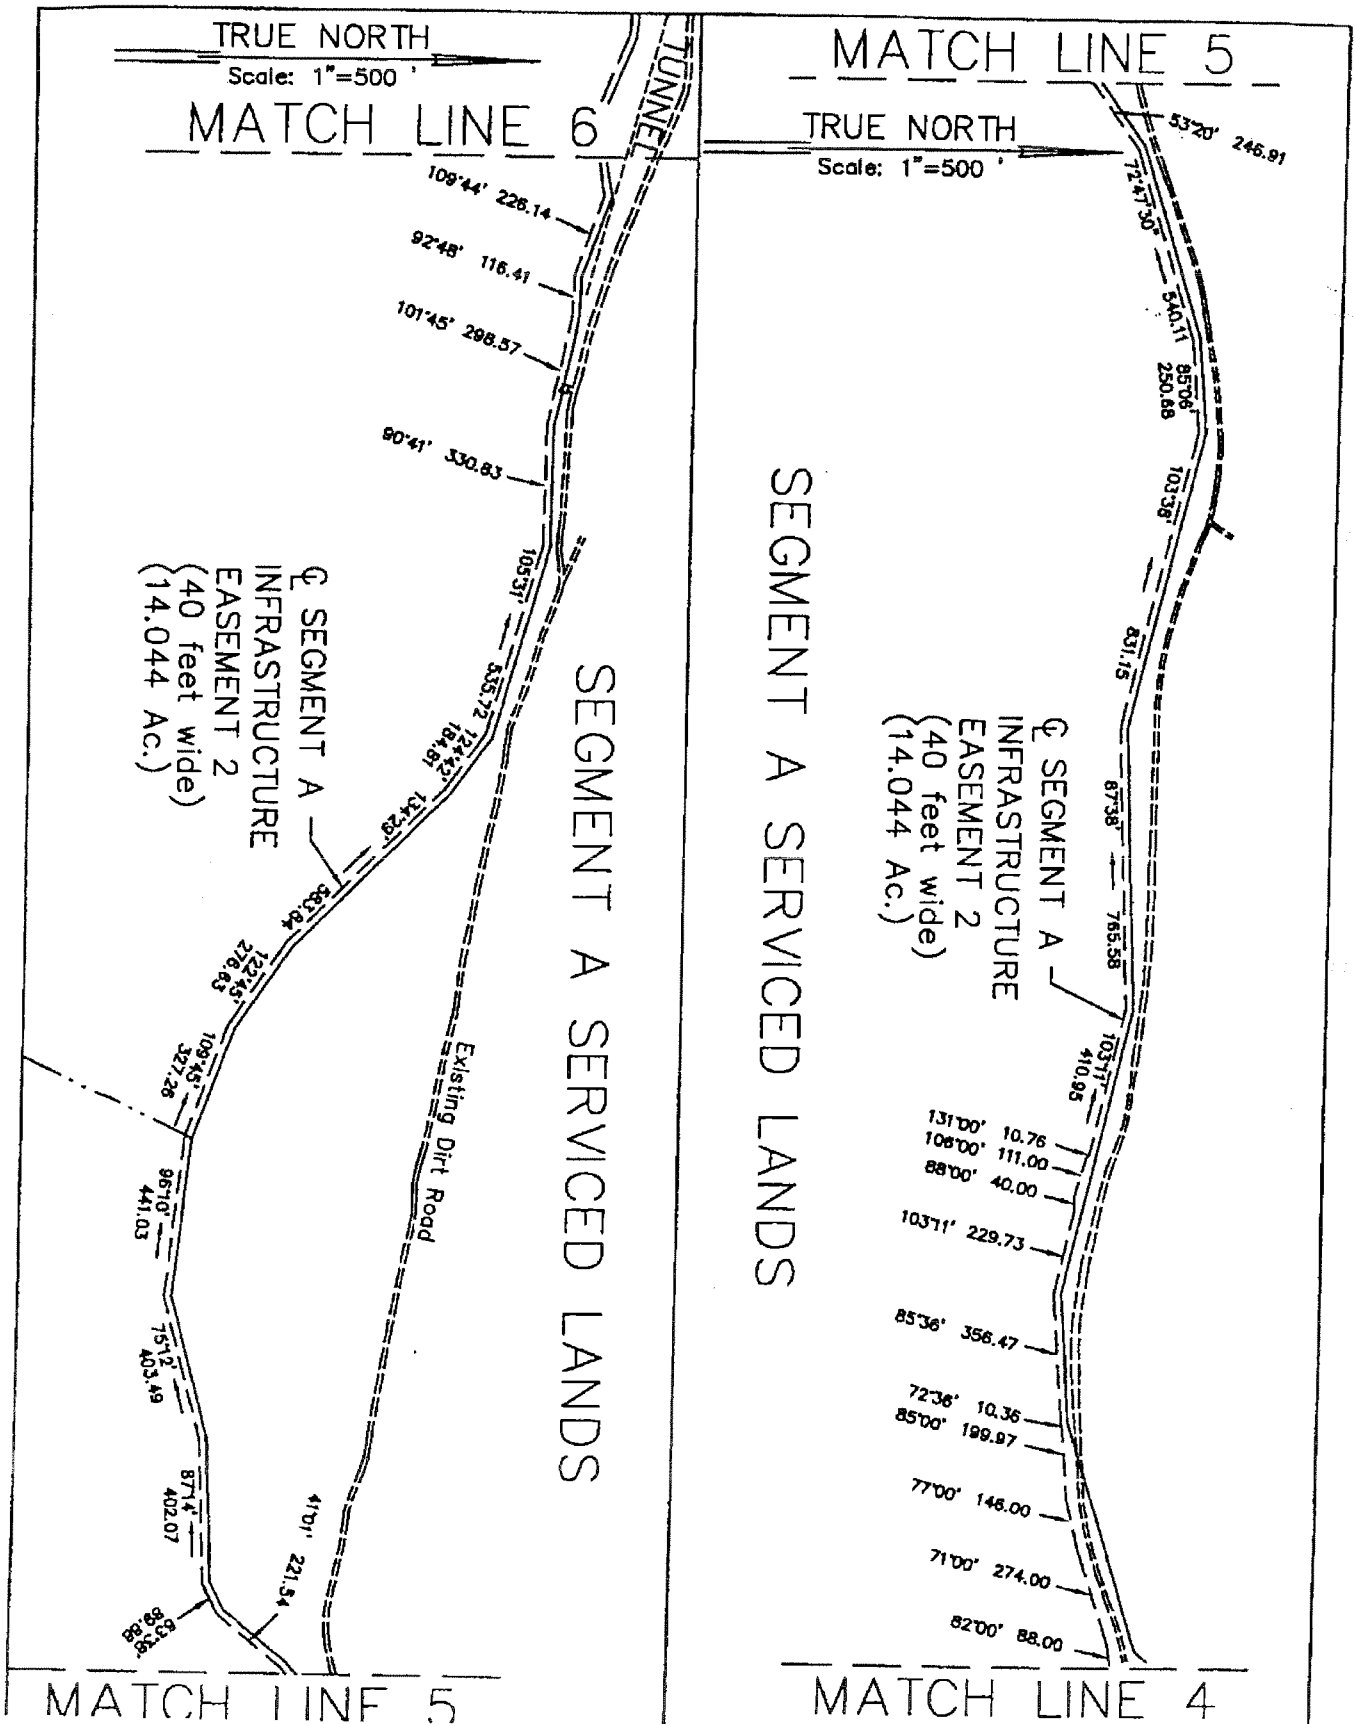 TRUE NORTH
Scale: 1"=500 '
MATCH LINE 6
TUNNEL
109°44' 226.14
92°48' 116.41
101°45' 298.57
90°41' 330.83
105°31' 535.72
124°42'
184.81
134°29' 583.84
122°45'
276.63
109°45'
327.26
96°10'
441.03
75°12'
403.49
87°14'
402.07
63°38'
89.88
41°01' 221.54
℄ SEGMENT A
INFRASTRUCTURE
EASEMENT 2
(40 feet wide)
(14.044 Ac.)
SEGMENT A SERVICED LANDS
Existing Dirt Road
MATCH LINE 5
MATCH LINE 5
TRUE NORTH
Scale: 1"=500 '
53°20' 246.91
72°47'30" 540.11
85°06'
250.68
103°38' 831.15
87°38' 765.58
103°11'
410.95
131°00' 10.76
106°00' 111.00
88°00' 40.00
103°11' 229.73
85°36' 356.47
72°36' 10.36
85°00' 199.97
77°00' 146.00
71°00' 274.00
82°00' 88.00
℄ SEGMENT A
INFRASTRUCTURE
EASEMENT 2
(40 feet wide)
(14.044 Ac.)
SEGMENT A SERVICED LANDS
MATCH LINE 4